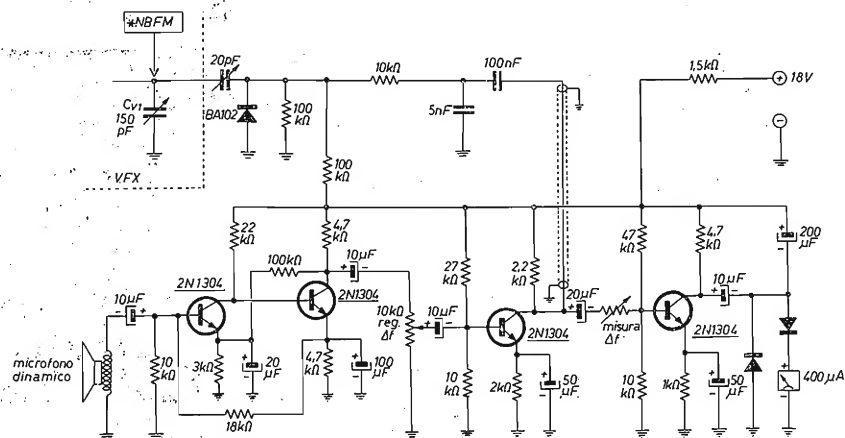 *NBFM
20pF
10kΩ
100nF
1,5kΩ
18V
Cv1
150
pF
BA102
100
kΩ
5nF
VFX
100
kΩ
22
kΩ
4,7
kΩ
27
kΩ
2,2
kΩ
47
kΩ
4,7
kΩ
200
µF
100kΩ
10µF
2N1304
2N1304
10µF
10kΩ
reg.
Δf
10µF
20µF
misura
Δf
10µF
2N1304
2N1304
microfono
dinamico
10
kΩ
3kΩ
20
µF
4,7
kΩ
100
µF
18kΩ
10
kΩ
2kΩ
50
µF
10
kΩ
1kΩ
50
µF
400µA